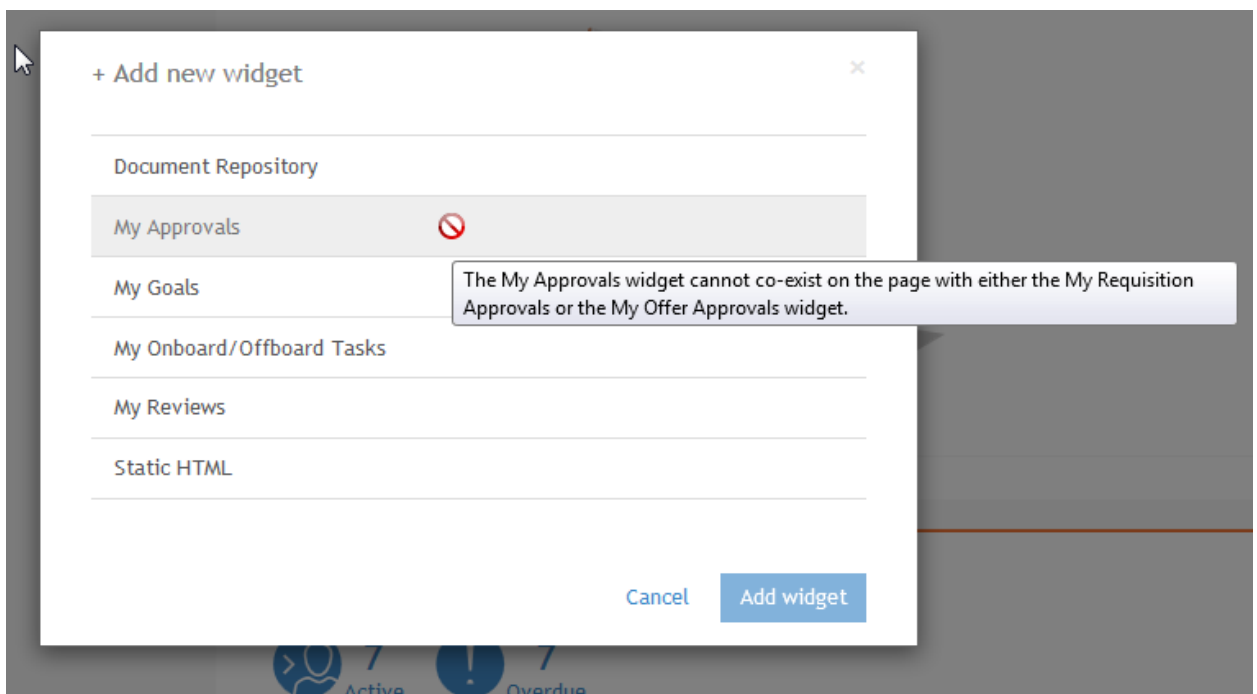 + Add new widget
×
Document Repository
My Approvals
My Goals
The My Approvals widget cannot co-exist on the page with either the My Requisition
Approvals or the My Offer Approvals widget.
My Onboard/Offboard Tasks
My Reviews
Static HTML
Cancel
Add widget
7
7
Active
Overdue